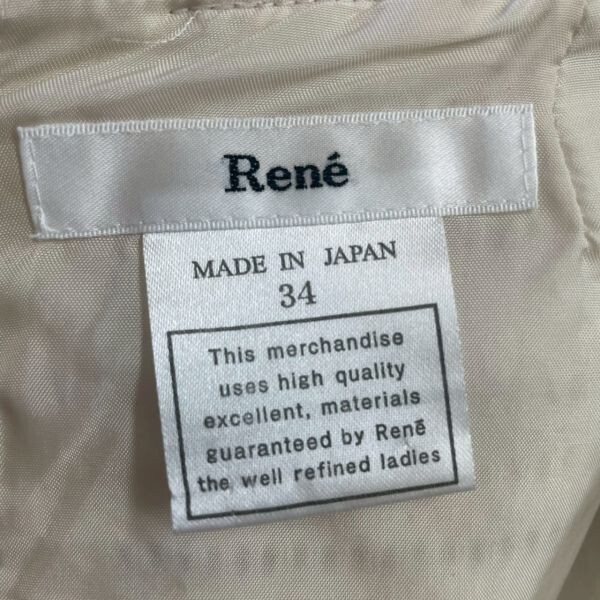 René
MADE IN JAPAN
34
This merchandise
uses high quality
excellent, materials
guaranteed by René
the well refined ladies